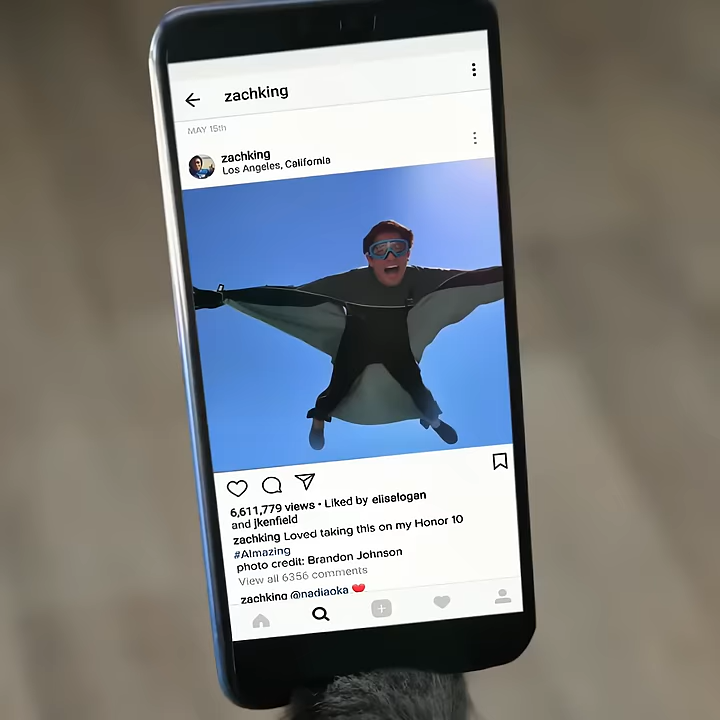 zachking
MAY 15th
zachking
Los Angeles, California
6,611,779 views • Liked by eliselogan
and jkenfield
zachking Loved taking this on my Honor 10
#AImazing
photo credit: Brandon Johnson
View all 6356 comments
zachking @nadiaoka ❤️